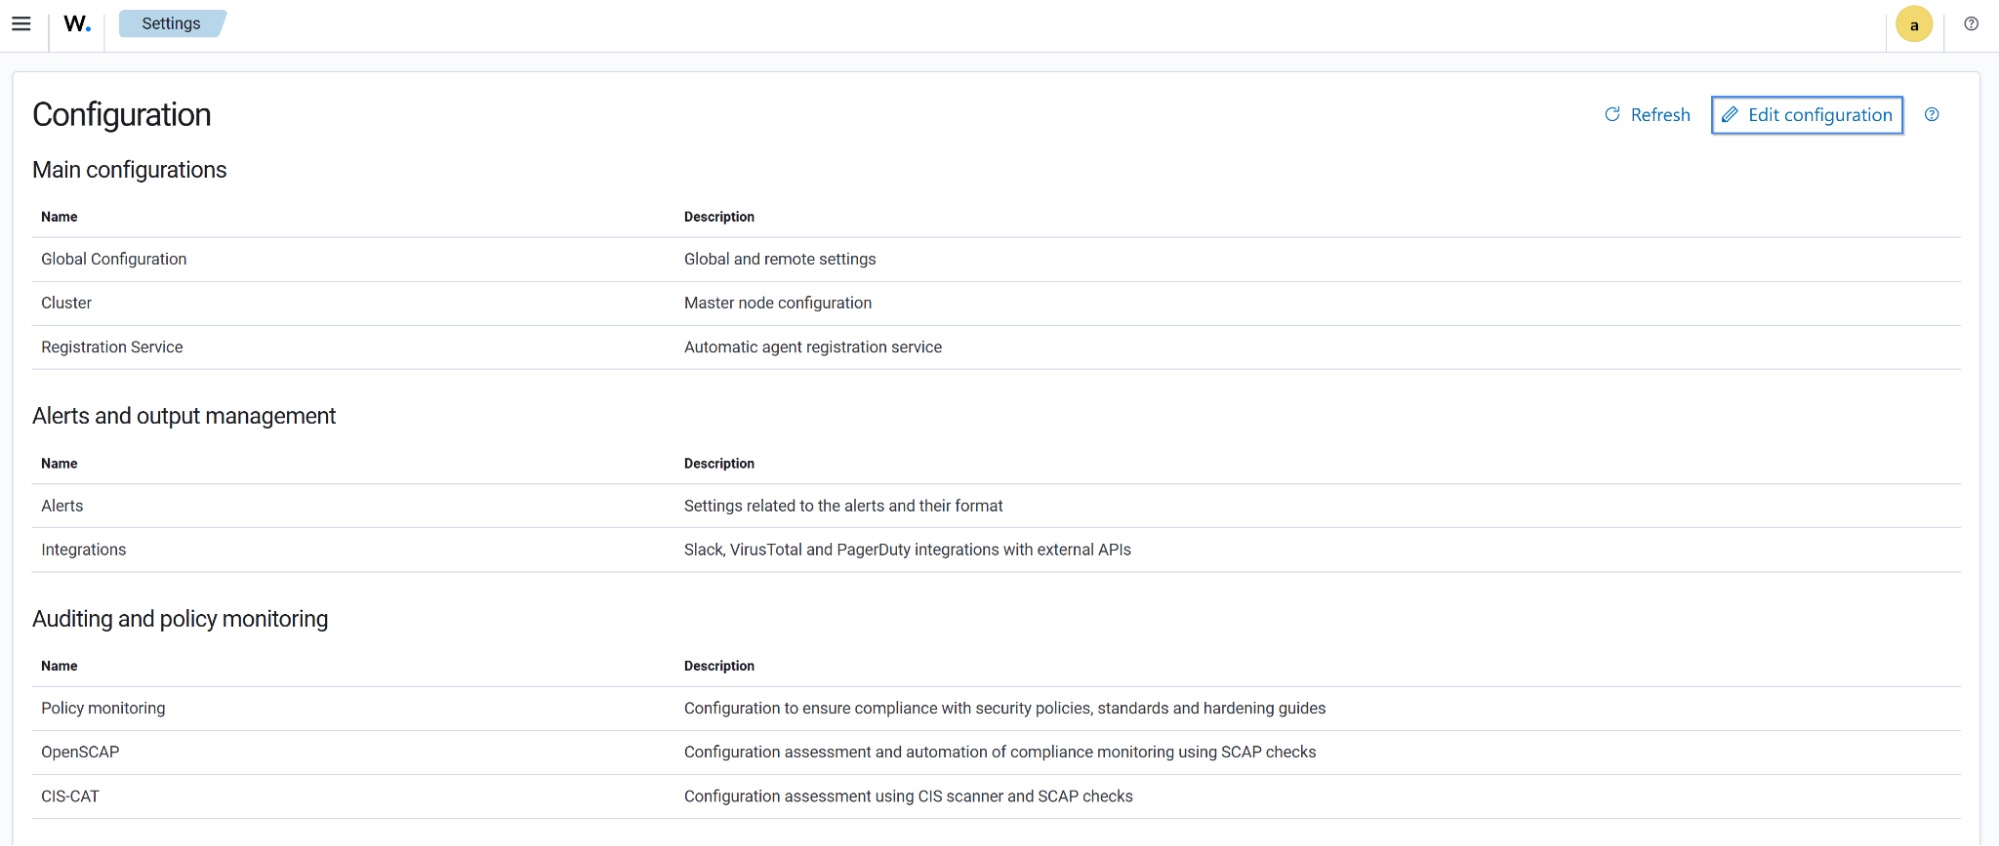 W. Settings a
Configuration Refresh Edit configuration
Main configurations
Name Description
Global Configuration Global and remote settings
Cluster Master node configuration
Registration Service Automatic agent registration service
Alerts and output management
Name Description
Alerts Settings related to the alerts and their format
Integrations Slack, VirusTotal and PagerDuty integrations with external APIs
Auditing and policy monitoring
Name Description
Policy monitoring Configuration to ensure compliance with security policies, standards and hardening guides
OpenSCAP Configuration assessment and automation of compliance monitoring using SCAP checks
CIS-CAT Configuration assessment using CIS scanner and SCAP checks